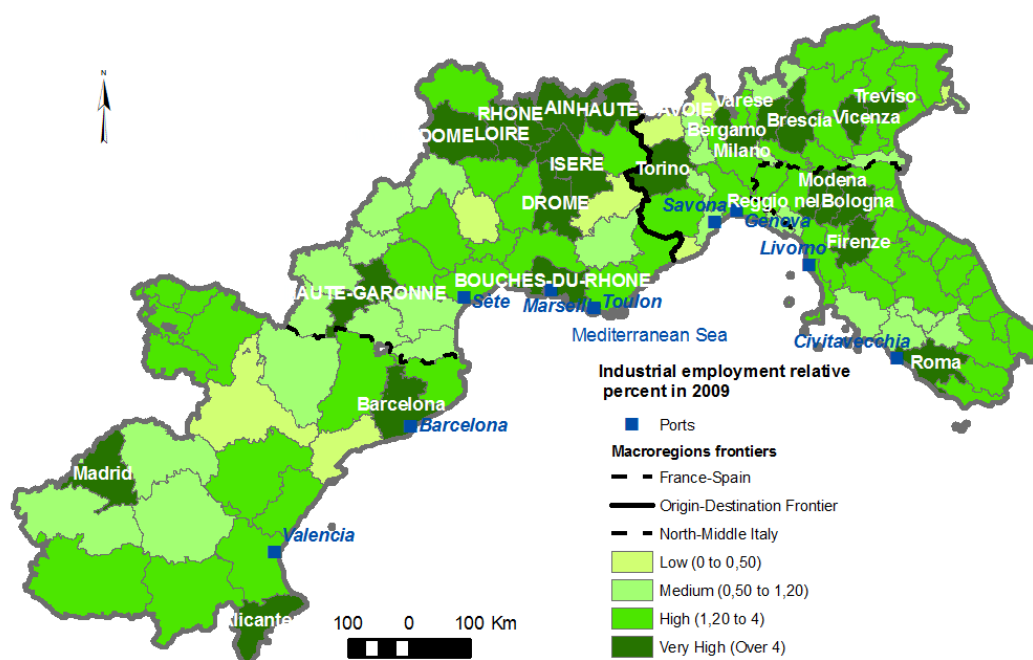 N
RHONE
AIN
HAUTE-SAVOIE
Varese
Treviso
DOME
LOIRE
Bergamo
Brescia
Vicenza
Milano
ISERE
Torino
Modena
DROME
Savona
Reggio nel
Bologna
Genova
Firenze
Livorno
HAUTE-GARONNE
BOUCHES-DU-RHONE
Sète
Marseill
Toulon
Mediterranean Sea
Civitavecchia
Roma
Barcelona
Barcelona
Madrid
Valencia
Alicante
100 0 100 Km
Industrial employment relative
percent in 2009
Ports
Macroregions frontiers
France-Spain
Origin-Destination Frontier
North-Middle Italy
Low (0 to 0,50)
Medium (0,50 to 1,20)
High (1,20 to 4)
Very High (Over 4)